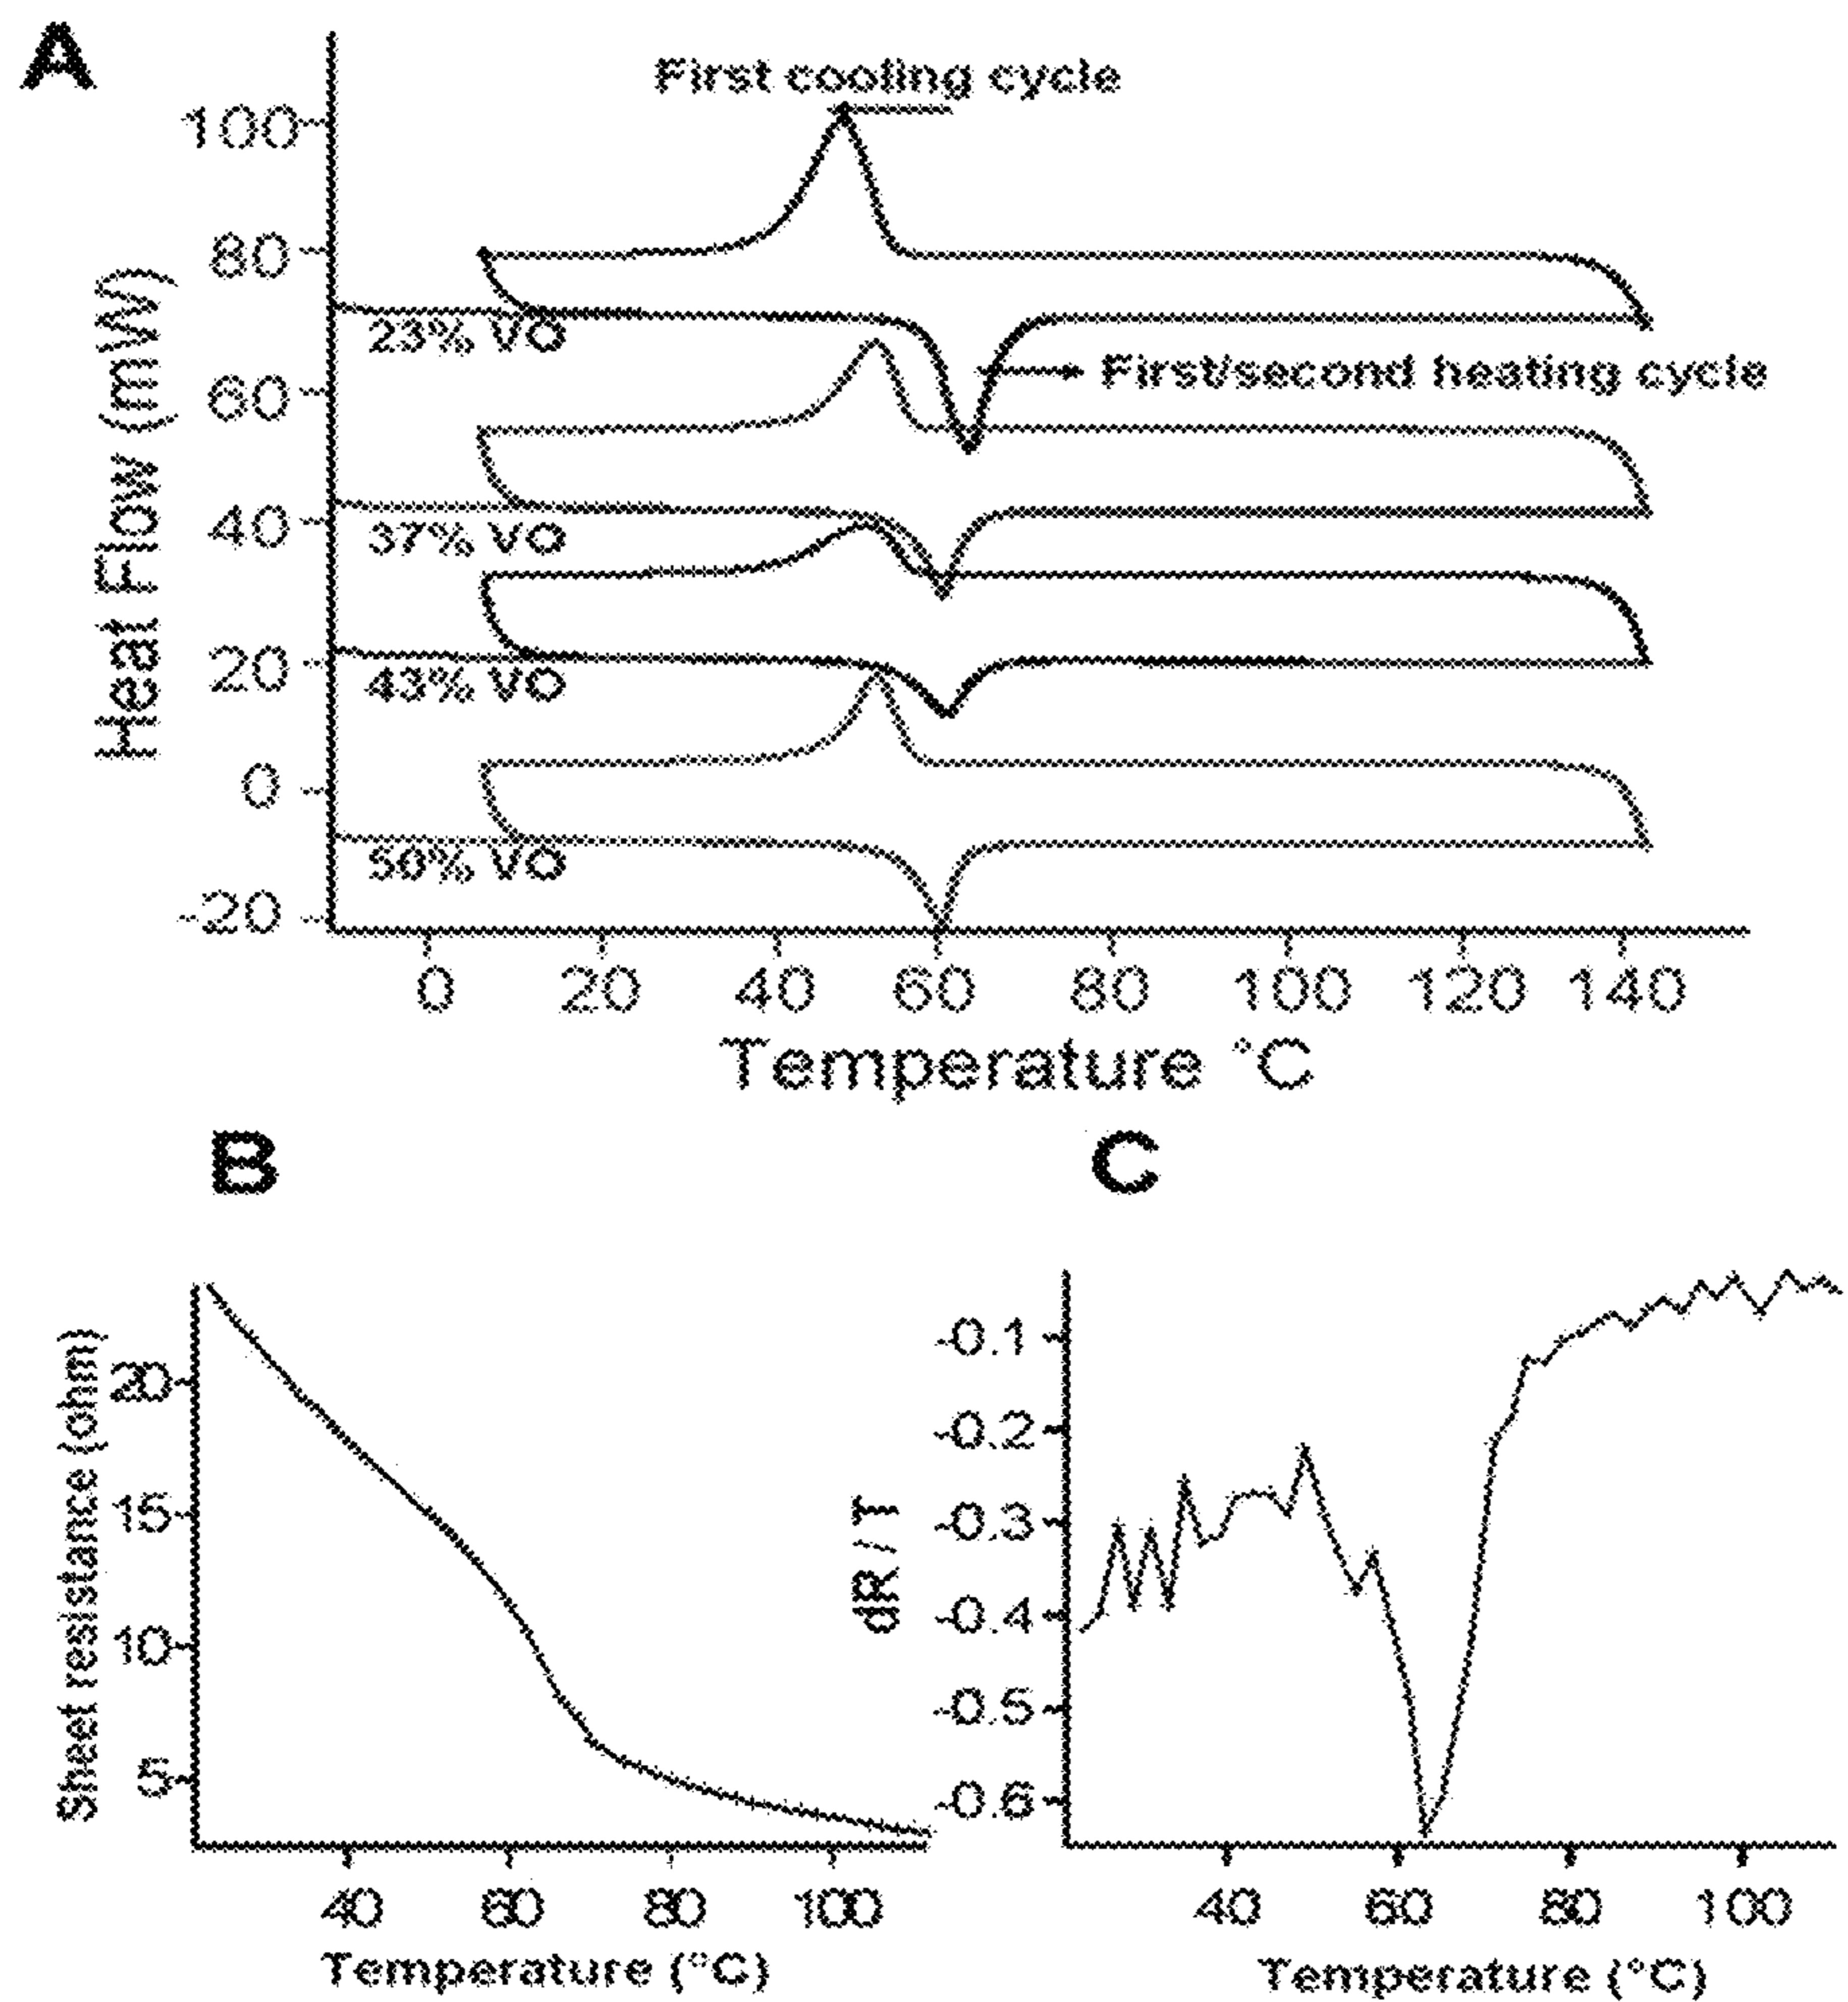 A
First cooling cycle
100
80
23% VO
First/second heating cycle
60
37% VO
40
43% VO
20
0
50% VO
-20
0 20 40 60 80 100 120 140
Heat Flow (mW)
Temperature °C
B
20
15
10
5
40 60 80 100
Sheet resistance (ohm)
Temperature (°C)
C
-0.1
-0.2
-0.3
-0.4
-0.5
-0.6
40 60 80 100
dR / T
Temperature (°C)